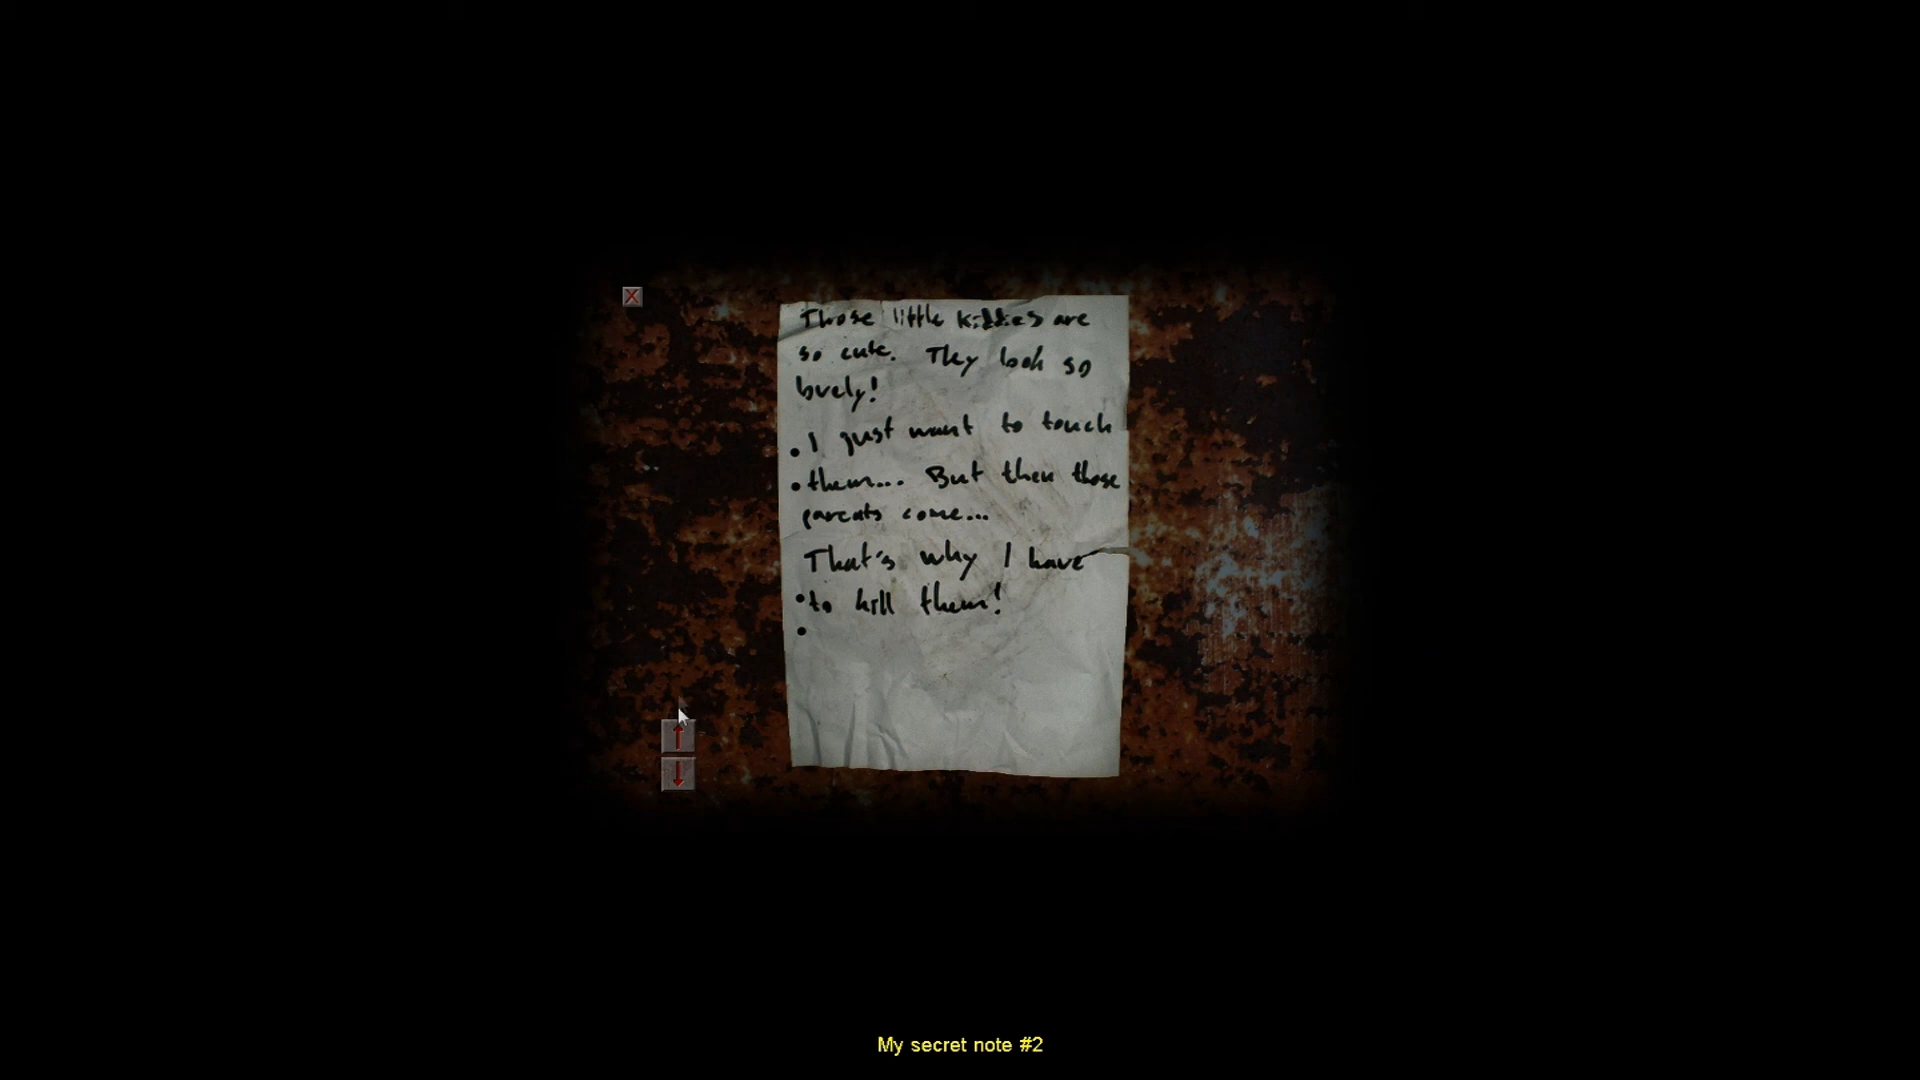 Those little kiddies are
so cute. They look so
lovely!
• I just want to touch
• them... But then those
parents come...
That's why I have
• to kill them!
•
My secret note #2